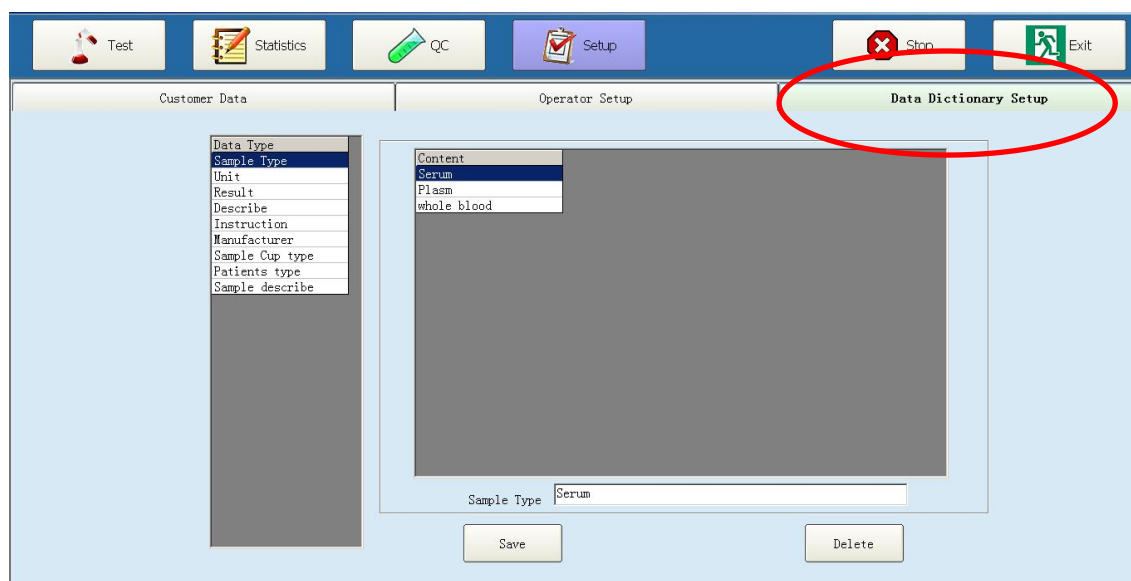 Test Statistics QC Setup Stop Exit
Customer Data Operator Setup Data Dictionary Setup
Data Type
Sample Type
Unit
Result
Describe
Instruction
Manufacturer
Sample Cup type
Patients type
Sample describe
Content
Serum
Plasm
whole blood
Sample Type Serum
Save Delete